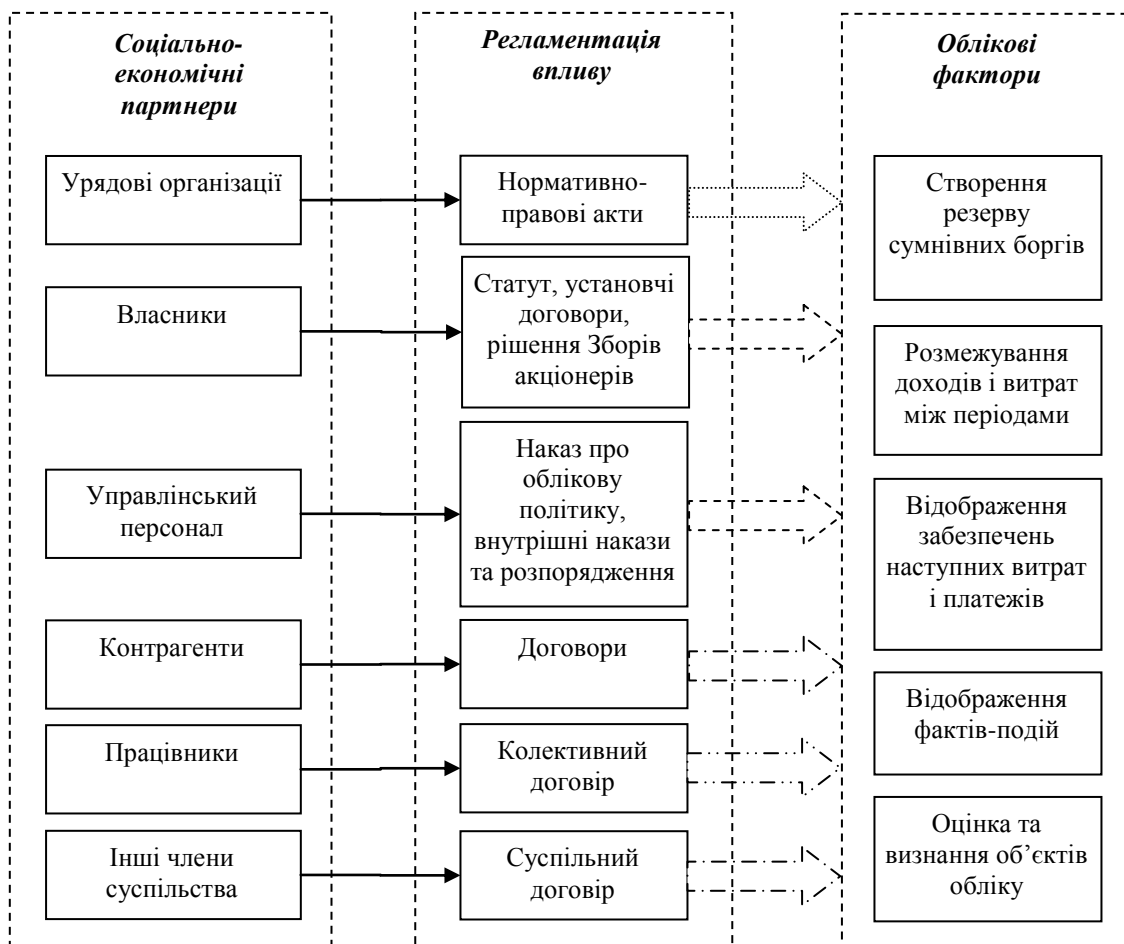 Соціально-
економічні
партнери
Урядові організації
Власники
Управлінський
персонал
Контрагенти
Працівники
Інші члени
суспільства
Регламентація
впливу
Нормативно-
правові акти
Статут, установчі
договори,
рішення Зборів
акціонерів
Наказ про
облікову
політику,
внутрішні накази
та розпорядження
Договори
Колективний
договір
Суспільний
договір
Облікові
фактори
Створення
резерву
сумнівних боргів
Розмежування
доходів і витрат
між періодами
Відображення
забезпечень
наступних витрат
і платежів
Відображення
фактів-подій
Оцінка та
визнання об’єктів
обліку